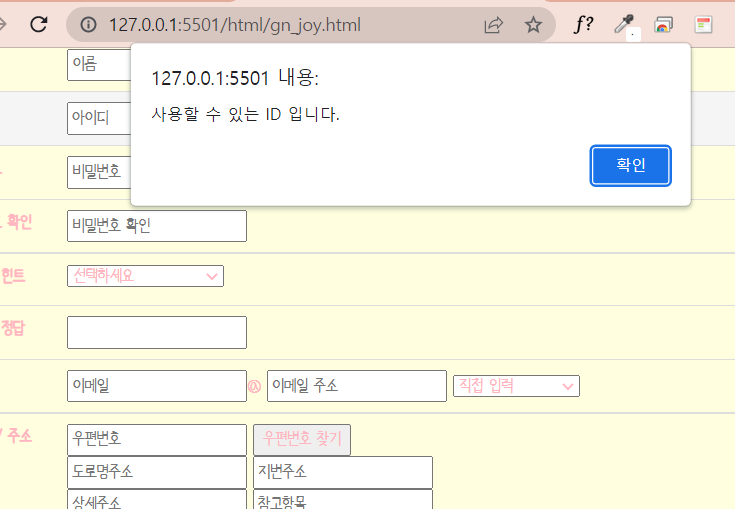 127.0.0.1:5501/html/gn_joy.html
f?
127.0.0.1:5501 내용:
사용할 수 있는 ID 입니다.
확인
이름
아이디
비밀번호
확인
비밀번호 확인
힌트
선택하세요
정답
이메일
@
이메일 주소
직접 입력
주소
우편번호
우편번호 찾기
도로명주소
지번주소
상세주소
참고항목